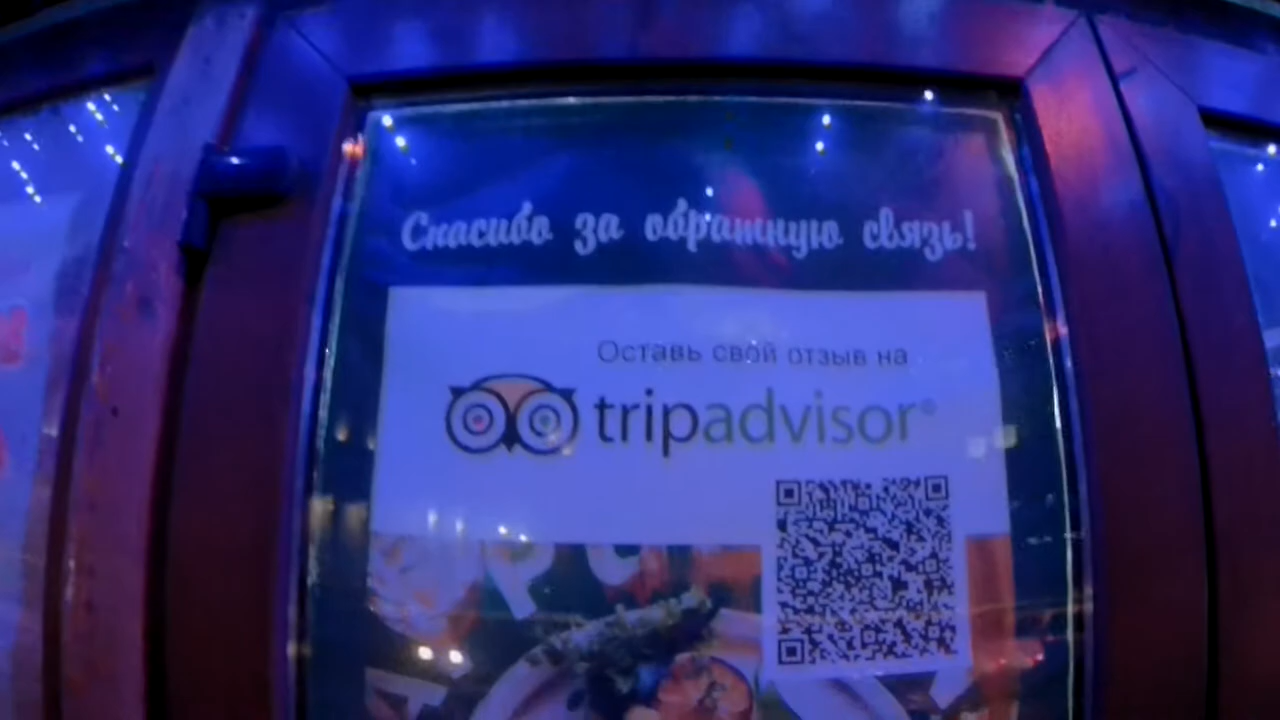 Спасибо за обратную связь!
Оставь свой отзыв на
tripadvisor®